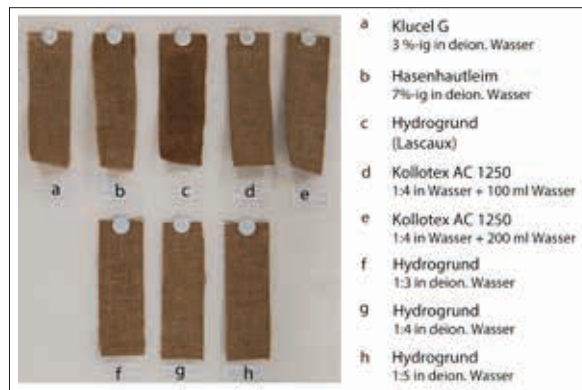 a b c d e
f g h
a Klucel G
3 %-ig in deion. Wasser
b Hasenhautleim
7%-ig in deion. Wasser
c Hydrogrund
(Lascaux)
d Kollotex AC 1250
1:4 in Wasser + 100 ml Wasser
e Kollotex AC 1250
1:4 in Wasser + 200 ml Wasser
f Hydrogrund
1:3 in deion. Wasser
g Hydrogrund
1:4 in deion. Wasser
h Hydrogrund
1:5 in deion. Wasser